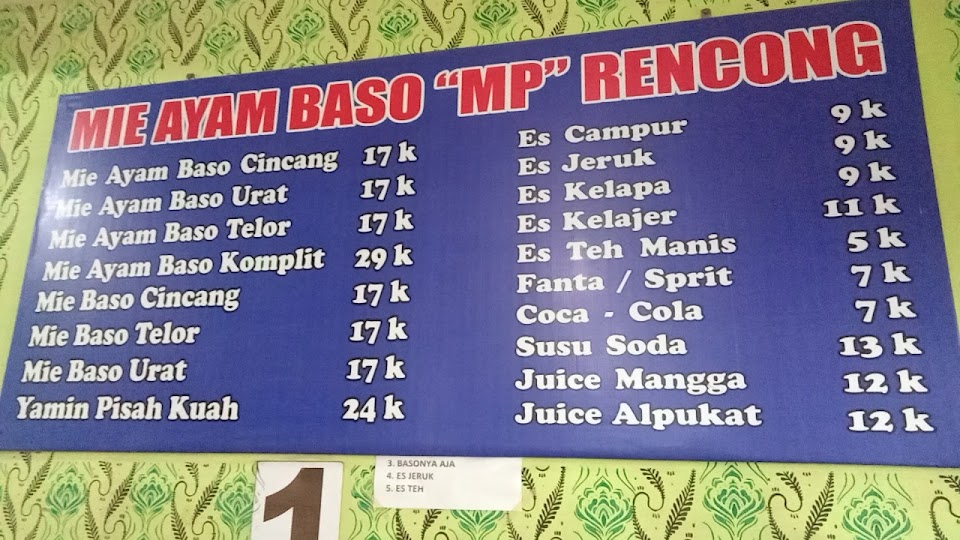 MIE AYAM BASO "MP" RENCONG
Mie Ayam Baso Cincang 17 k
Mie Ayam Baso Urat 17 k
Mie Ayam Baso Telor 17 k
Mie Ayam Baso Komplit 29 k
Mie Baso Cincang 17 k
Mie Baso Telor 17 k
Mie Baso Urat 17 k
Yamin Pisah Kuah 24 k
Es Campur 9 k
Es Jeruk 9 k
Es Kelapa 9 k
Es Kelajer 11 k
Es Teh Manis 5 k
Fanta / Sprit 7 k
Coca - Cola 7 k
Susu Soda 13 k
Juice Mangga 12 k
Juice Alpukat 12 k
1
3. BASONYA AJA
4. ES JERUK
5. ES TEH